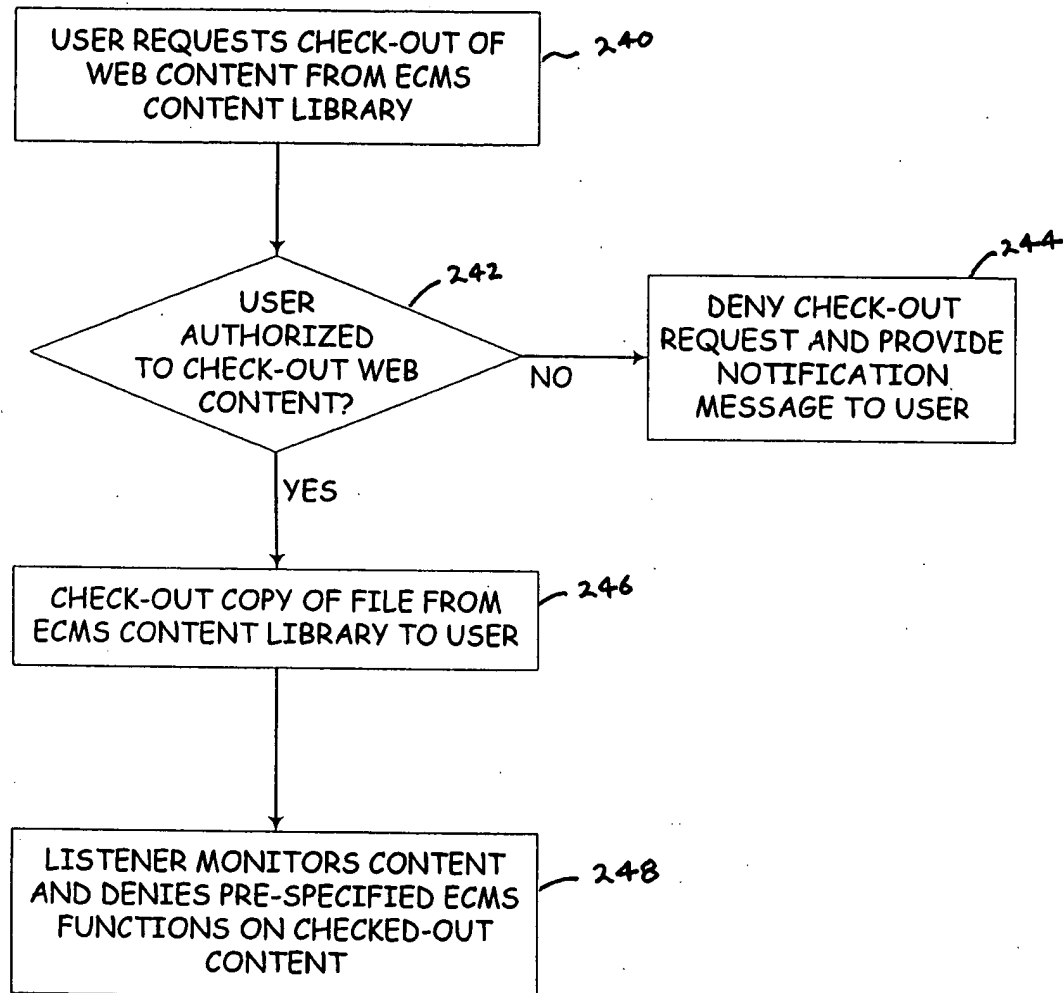 USER REQUESTS CHECK-OUT OF
WEB CONTENT FROM ECMS
CONTENT LIBRARY
240
USER
AUTHORIZED
TO CHECK-OUT WEB
CONTENT?
242
NO
244
DENY CHECK-OUT
REQUEST AND PROVIDE
NOTIFICATION
MESSAGE TO USER
YES
CHECK-OUT COPY OF FILE FROM
ECMS CONTENT LIBRARY TO USER
246
LISTENER MONITORS CONTENT
AND DENIES PRE-SPECIFIED ECMS
FUNCTIONS ON CHECKED-OUT
CONTENT
248